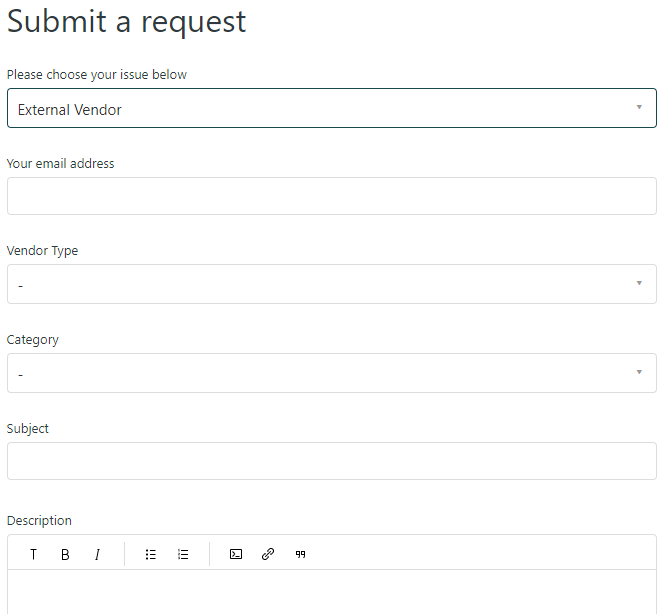 Submit a request
Please choose your issue below
External Vendor
Your email address
Vendor Type
-
Category
-
Subject
Description
T B I